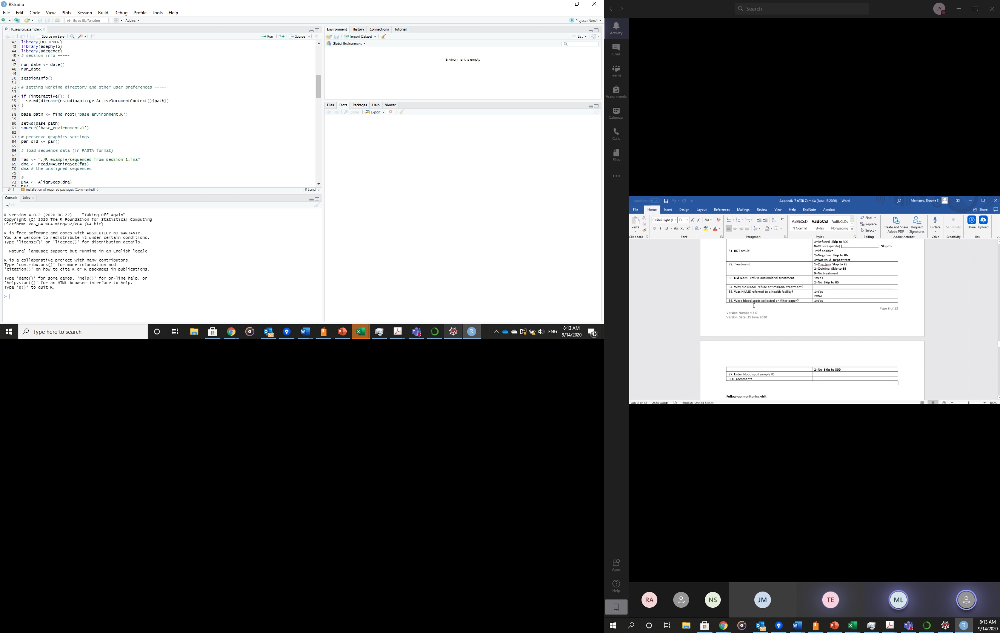 RStudio
File Edit Code View Plots Session Build Debug Profile Tools Help
Go to file/function Addins Project: (None)
R_session_example.R
Source on Save Run Source
42 library(DECIPHER)
43 library(adephylo)
44 library(adegenet)
45 # session info -----
46
47 run_date <- date()
48 run_date
49
50 sessionInfo()
51
52 # setting working directory and other user preferences -----
53
54 if (interactive()) {
55 setwd(dirname(rstudioapi::getActiveDocumentContext()$path))
56 }
57
58 base_path <- find_root('base_environment.R')
59
60 setwd(base_path)
61 source('base_environment.R')
62
63 # preserve graphics settings ----
64 par_old <- par()
65
66 # load sequence data (in FASTA format)
67
68 fas <- "./R_example/sequences_from_session_1.fna"
69 dna <- readDNAStringSet(fas)
70 dna # the unaligned sequences
71
72 #
73 DNA <- AlignSeqs(dna)
74 DNA
34:1 Installation of required packages (Commented) R Script
Console Jobs
~/
R version 4.0.2 (2020-06-22) -- "Taking Off Again"
Copyright (C) 2020 The R Foundation for Statistical Computing
Platform: x86_64-w64-mingw32/x64 (64-bit)
R is free software and comes with ABSOLUTELY NO WARRANTY.
You are welcome to redistribute it under certain conditions.
Type 'license()' or 'licence()' for distribution details.
Natural language support but running in an English locale
R is a collaborative project with many contributors.
Type 'contributors()' for more information and
'citation()' on how to cite R or R packages in publications.
Type 'demo()' for some demos, 'help()' for on-line help, or
'help.start()' for an HTML browser interface to help.
Type 'q()' to quit R.
>
Environment History Connections Tutorial
Import Dataset List
Global Environment
Environment is empty
Files Plots Packages Help Viewer
Zoom Export
Type here to search
ENG
8:13 AM
9/14/2020
43
Search
JY
Activity
Chat
Teams
Assignments
Calendar
Calls
Files
Apps
Help
AutoSave Off Appendix 7 ATSB Zambia (June 15 2020) - Word Mancuso, Brooke E
File Home Insert Design Layout References Mailings Review View Help EndNote Acrobat Share
Paste Calibri Light (H 13 AaBbCcDi AaBbCcI AaBbCcDc Find Replace Select
¶ Normal Style5 No Spacing
Create and Share Adobe PDF Request Signatures Dictate Sensitivity Share Upload
Clipboard Font Paragraph Styles Editing Adobe Acrobat Voice Sensitivity Box
3=Refused Skip to 300
8=Other (specify) [ ] Skip to
81. RDT result 1=Pf positive
2=Negative Skip to 86
3=Not valid Repeat test
82. Treatment 1=Coartem Skip to 85
2=Quinine Skip to 85
9=No treatment
83. Did NAME refuse antimalarial treatment 1=Yes
2=No Skip to 85
84. Why did NAME refuse antimalarial treatment?
85. Was NAME referred to a health facility? 1=Yes
2=No
86. Were blood spots collected on filter paper? 1=Yes
Page 8 of 12
Version Number: 5.0
Version Date: 15 June 2020
2=No Skip to 300
87. Enter blood spot sample ID
300. Comments
Follow-up monitoring visit
Page 2 of 12 2684 words English (United States) 100%
RA NS JM TE ML
8:13 AM
9/14/2020